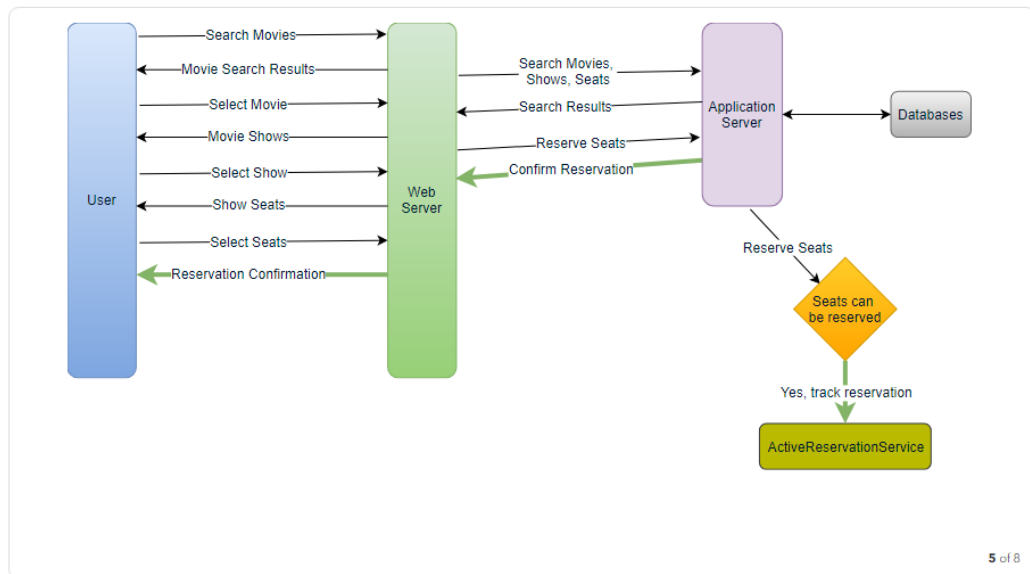 Search Movies
Movie Search Results
Select Movie
Movie Shows
Select Show
Show Seats
Select Seats
Reservation Confirmation
User
Web
Server
Search Movies,
Shows, Seats
Search Results
Reserve Seats
Confirm Reservation
Application
Server
Databases
Reserve Seats
Seats can
be reserved
Yes, track reservation
ActiveReservationService
5 of 8